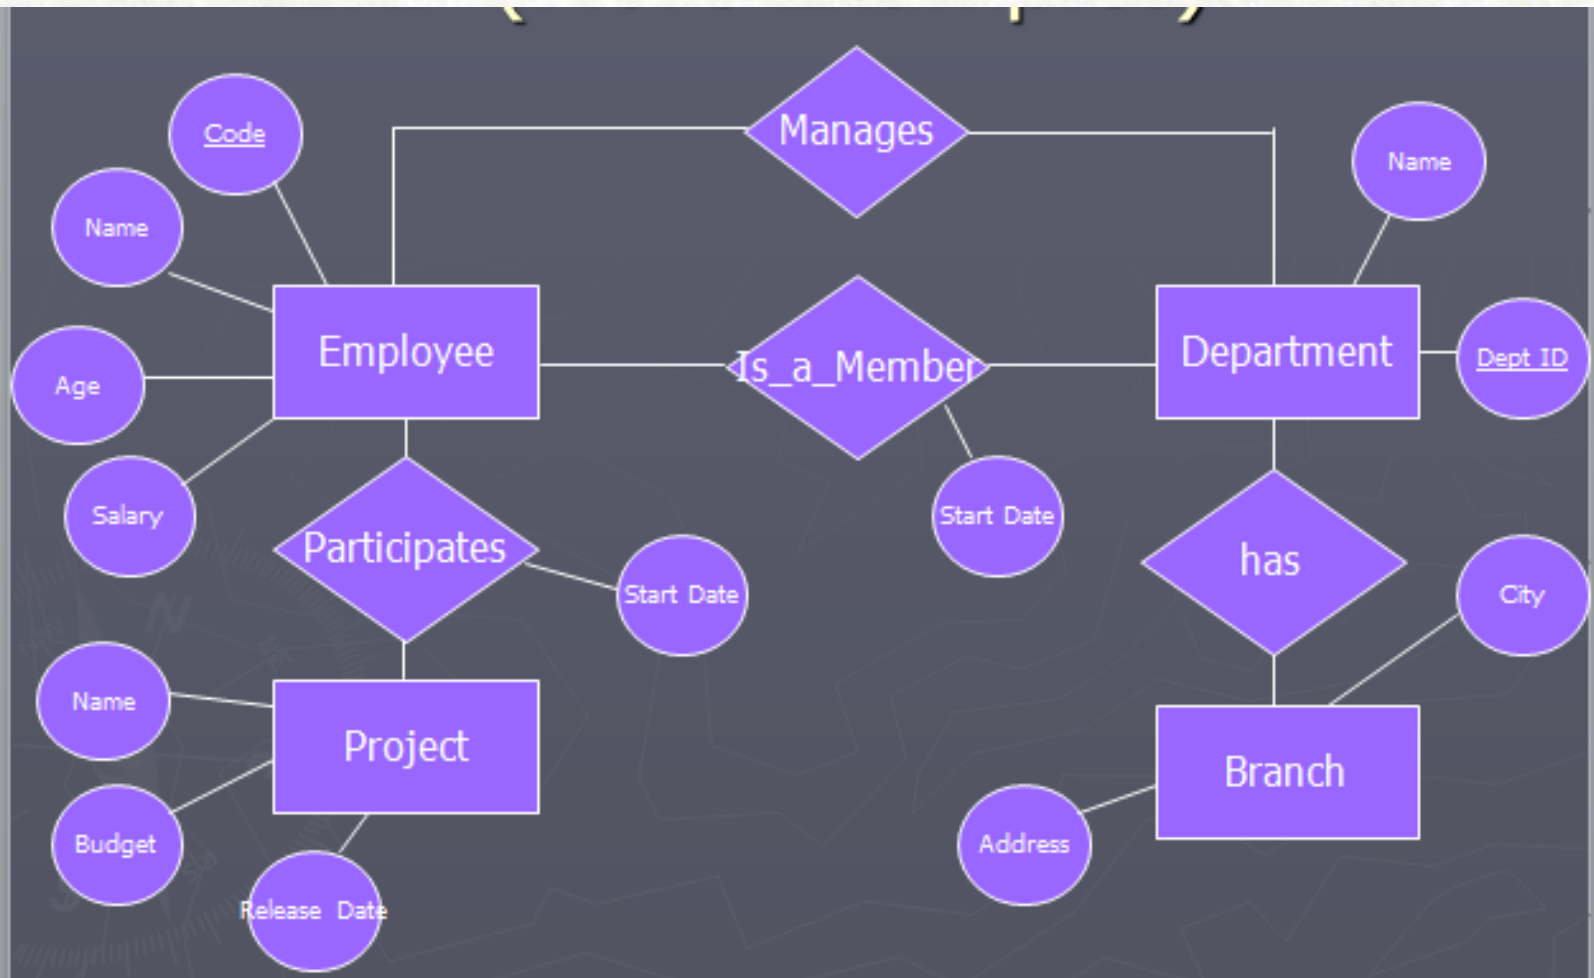 Manages
Code
Name
Name
Employee
Is_a_Member
Department
Dept ID
Age
Salary
Start Date
Participates
has
Start Date
City
Name
Project
Branch
Budget
Address
Release Date